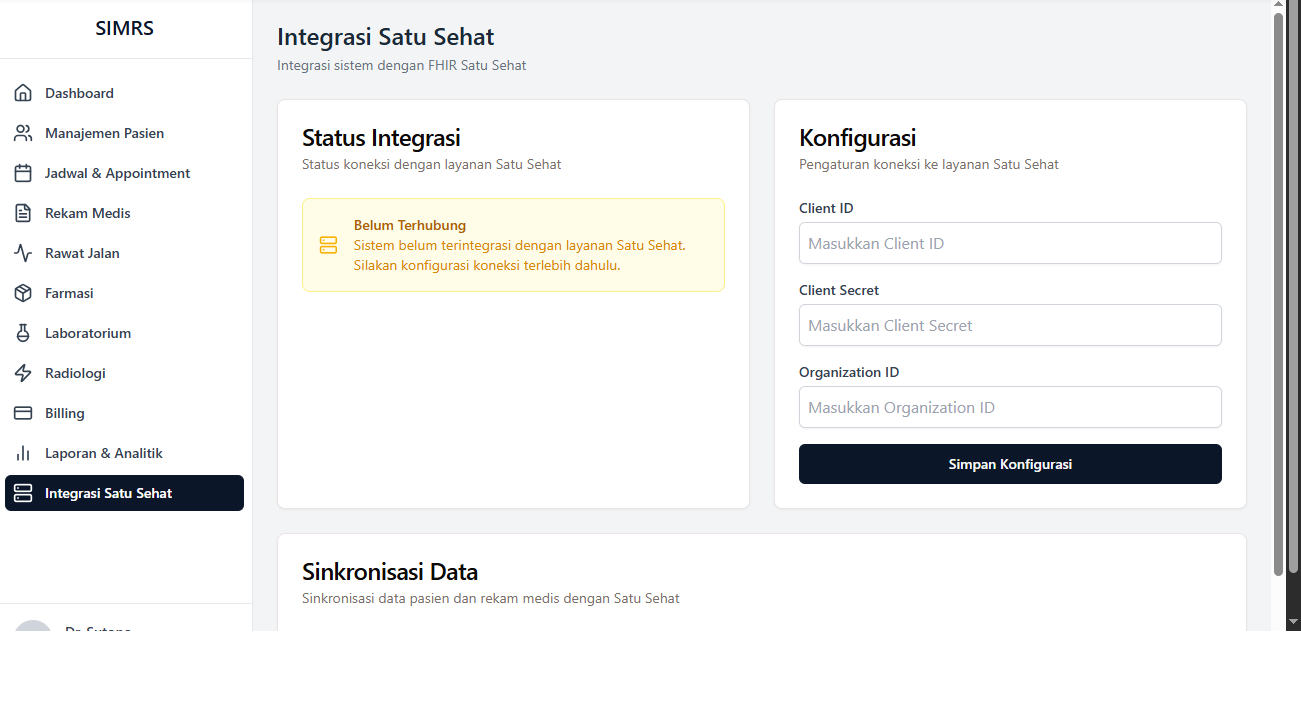 SIMRS
Dashboard
Manajemen Pasien
Jadwal & Appointment
Rekam Medis
Rawat Jalan
Farmasi
Laboratorium
Radiologi
Billing
Laporan & Analitik
Integrasi Satu Sehat
Integrasi Satu Sehat
Integrasi sistem dengan FHIR Satu Sehat
Status Integrasi
Status koneksi dengan layanan Satu Sehat
Belum Terhubung
Sistem belum terintegrasi dengan layanan Satu Sehat.
Silakan konfigurasi koneksi terlebih dahulu.
Konfigurasi
Pengaturan koneksi ke layanan Satu Sehat
Client ID
Masukkan Client ID
Client Secret
Masukkan Client Secret
Organization ID
Masukkan Organization ID
Simpan Konfigurasi
Sinkronisasi Data
Sinkronisasi data pasien dan rekam medis dengan Satu Sehat